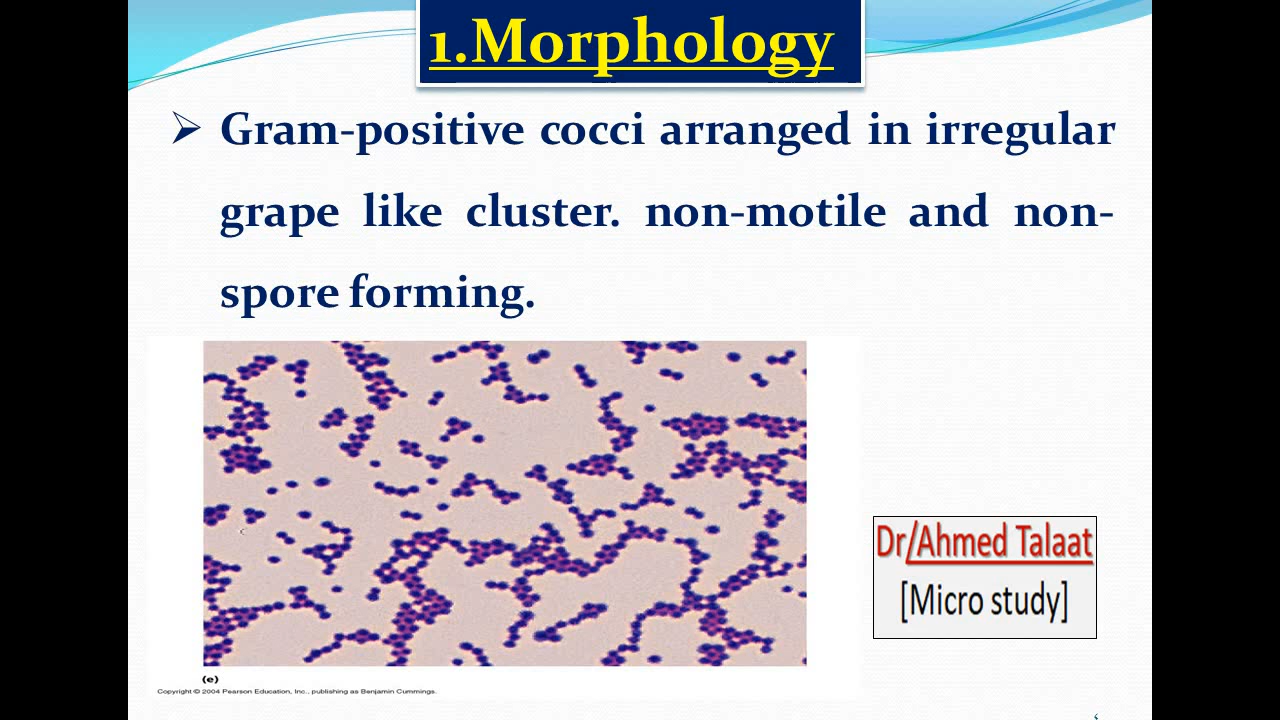 1.Morphology
Gram-positive cocci arranged in irregular
grape like cluster. non-motile and non-
spore forming.
Dr/Ahmed Talaat
[Micro study]
(e)
Copyright © 2004 Pearson Education, Inc., publishing as Benjamin Cummings.